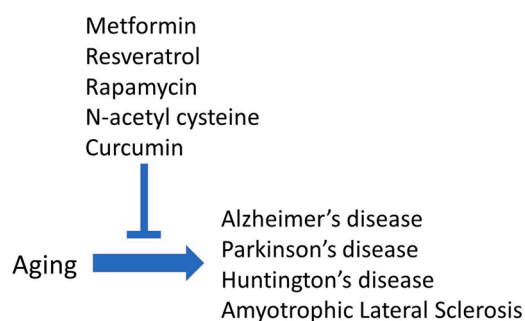 Metformin
Resveratrol
Rapamycin
N-acetyl cysteine
Curcumin
Aging
Alzheimer's disease
Parkinson's disease
Huntington's disease
Amyotrophic Lateral Sclerosis